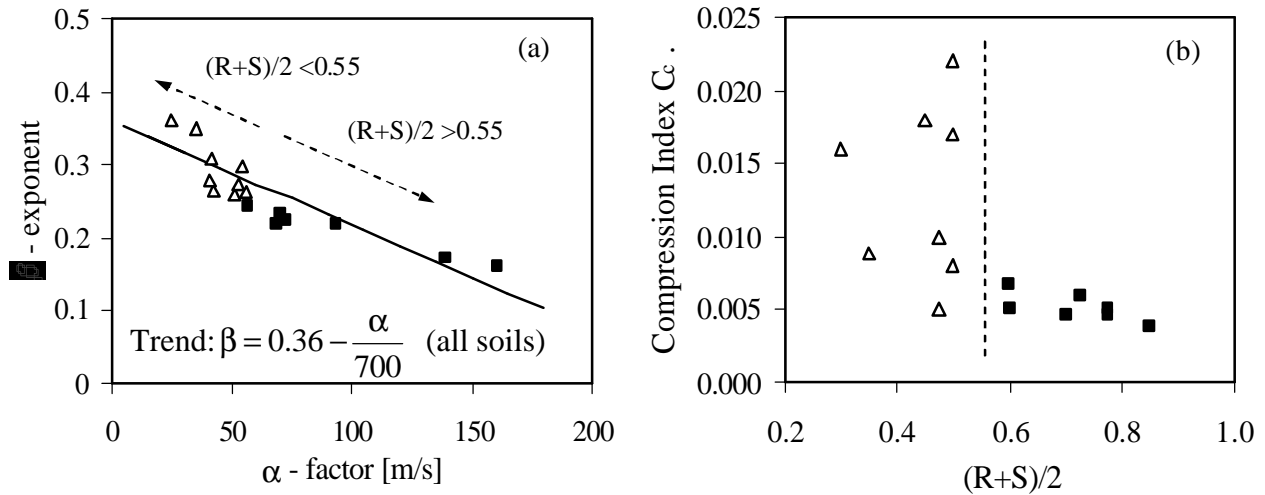 (a)
0.5
0.4
0.3
0.2
0.1
0
- exponent
(R+S)/2 <0.55
(R+S)/2 >0.55
Trend: β = 0.36 − α/700 (all soils)
0 50 100 150 200
α - factor [m/s]
(b)
0.025
0.020
0.015
0.010
0.005
0.000
Compression Index Cc .
0.2 0.4 0.6 0.8 1.0
(R+S)/2